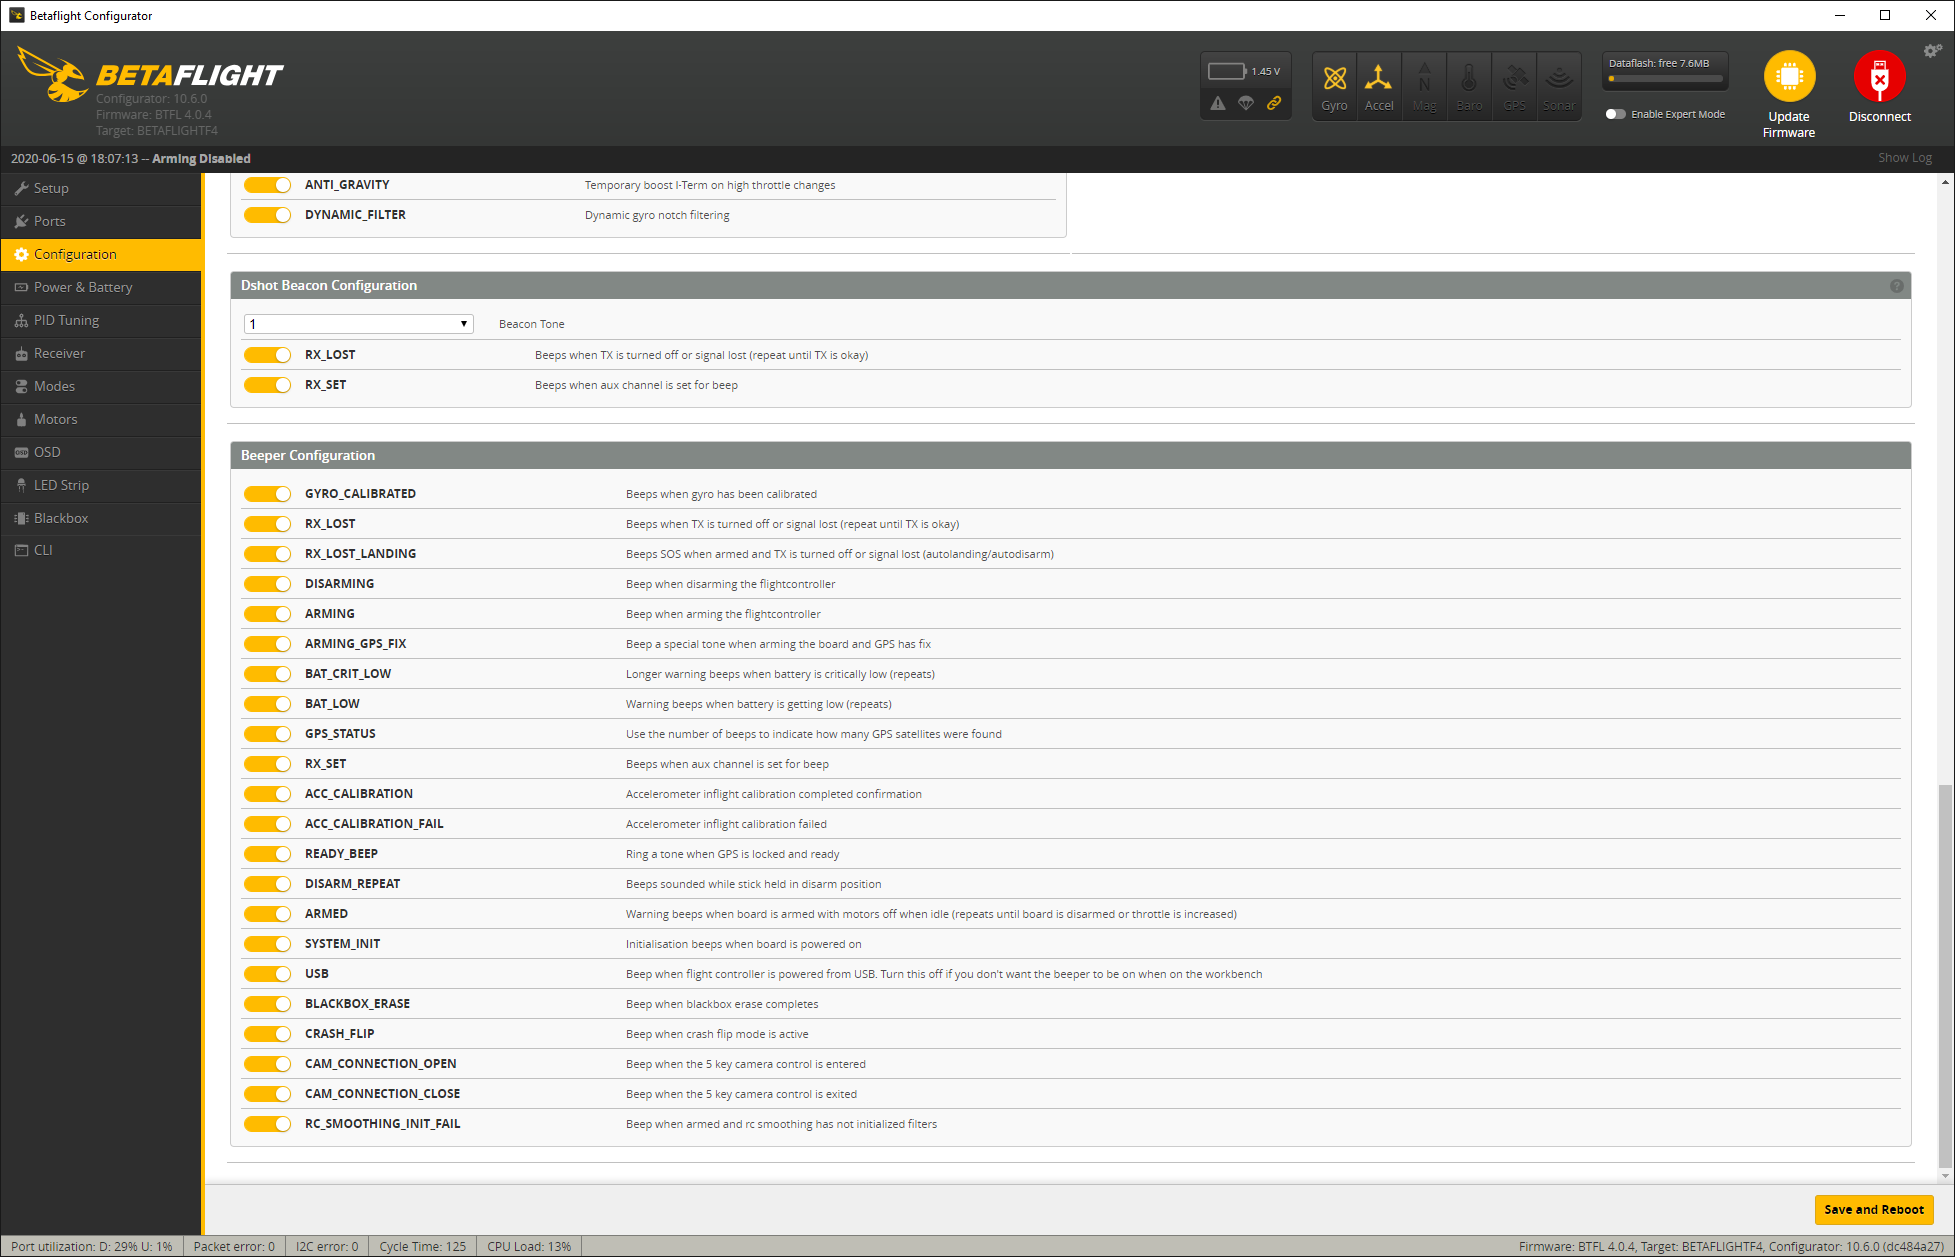 Betaflight Configurator
BETAFLIGHT
Configurator: 10.6.0
Firmware: BTFL 4.0.4
Target: BETAFLIGHTF4
1.45 V
Gyro
Accel
Mag
Baro
GPS
Sonar
Dataflash: free 7.6MB
Enable Expert Mode
Update
Firmware
Disconnect
2020-06-15 @ 18:07:13 -- Arming Disabled
Show Log
Setup
Ports
Configuration
Power & Battery
PID Tuning
Receiver
Modes
Motors
OSD
LED Strip
Blackbox
CLI
ANTI_GRAVITY Temporary boost I-Term on high throttle changes
DYNAMIC_FILTER Dynamic gyro notch filtering
Dshot Beacon Configuration
1 Beacon Tone
RX_LOST Beeps when TX is turned off or signal lost (repeat until TX is okay)
RX_SET Beeps when aux channel is set for beep
Beeper Configuration
GYRO_CALIBRATED Beeps when gyro has been calibrated
RX_LOST Beeps when TX is turned off or signal lost (repeat until TX is okay)
RX_LOST_LANDING Beeps SOS when armed and TX is turned off or signal lost (autolanding/autodisarm)
DISARMING Beep when disarming the flightcontroller
ARMING Beep when arming the flightcontroller
ARMING_GPS_FIX Beep a special tone when arming the board and GPS has fix
BAT_CRIT_LOW Longer warning beeps when battery is critically low (repeats)
BAT_LOW Warning beeps when battery is getting low (repeats)
GPS_STATUS Use the number of beeps to indicate how many GPS satellites were found
RX_SET Beeps when aux channel is set for beep
ACC_CALIBRATION Accelerometer inflight calibration completed confirmation
ACC_CALIBRATION_FAIL Accelerometer inflight calibration failed
READY_BEEP Ring a tone when GPS is locked and ready
DISARM_REPEAT Beeps sounded while stick held in disarm position
ARMED Warning beeps when board is armed with motors off when idle (repeats until board is disarmed or throttle is increased)
SYSTEM_INIT Initialisation beeps when board is powered on
USB Beep when flight controller is powered from USB. Turn this off if you don't want the beeper to be on when on the workbench
BLACKBOX_ERASE Beep when blackbox erase completes
CRASH_FLIP Beep when crash flip mode is active
CAM_CONNECTION_OPEN Beep when the 5 key camera control is entered
CAM_CONNECTION_CLOSE Beep when the 5 key camera control is exited
RC_SMOOTHING_INIT_FAIL Beep when armed and rc smoothing has not initialized filters
Save and Reboot
Port utilization: D: 29% U: 1% Packet error: 0 I2C error: 0 Cycle Time: 125 CPU Load: 13% Firmware: BTFL 4.0.4, Target: BETAFLIGHTF4, Configurator: 10.6.0 (dc484a27)